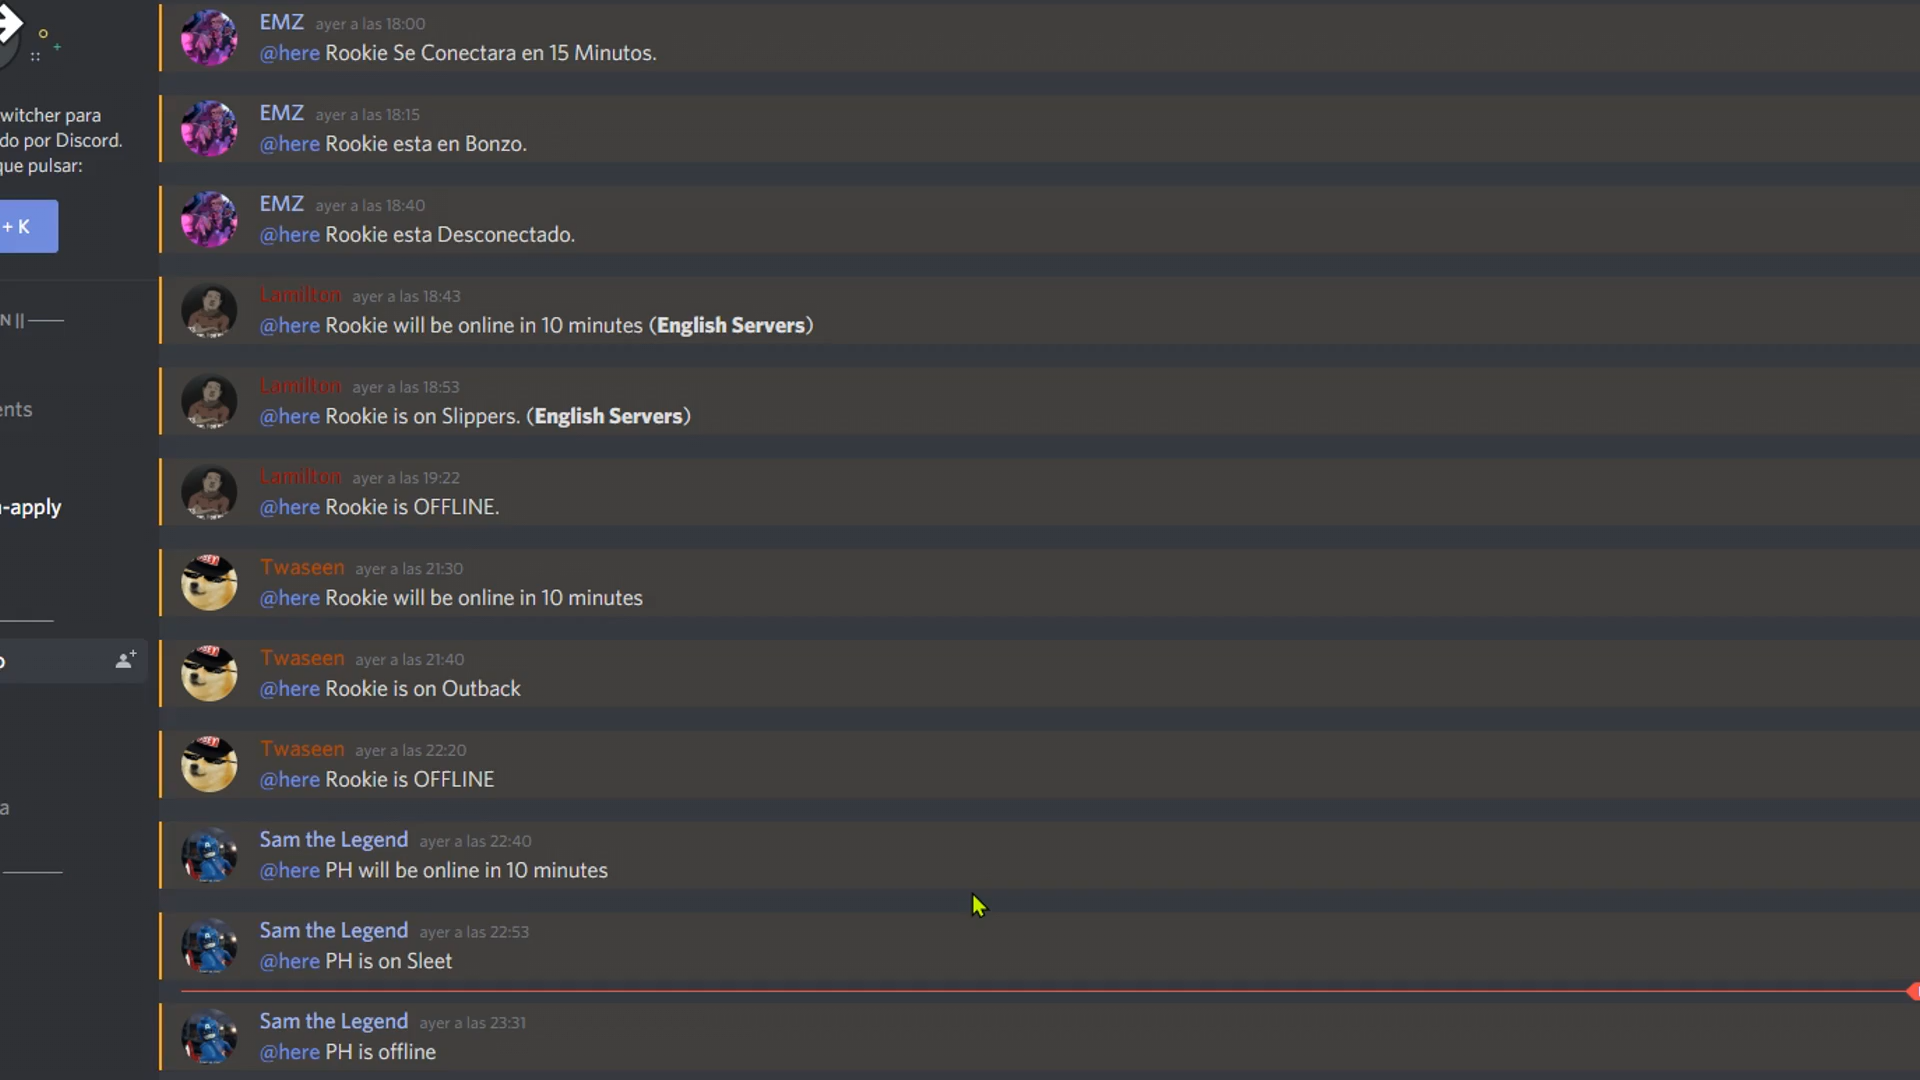 EMZ ayer a las 18:00
@here Rookie Se Conectara en 15 Minutos.
EMZ ayer a las 18:15
@here Rookie esta en Bonzo.
EMZ ayer a las 18:40
@here Rookie esta Desconectado.
Lamilton ayer a las 18:43
@here Rookie will be online in 10 minutes (English Servers)
Lamilton ayer a las 18:53
@here Rookie is on Slippers. (English Servers)
Lamilton ayer a las 19:22
@here Rookie is OFFLINE.
Twaseen ayer a las 21:30
@here Rookie will be online in 10 minutes
Twaseen ayer a las 21:40
@here Rookie is on Outback
Twaseen ayer a las 22:20
@here Rookie is OFFLINE
Sam the Legend ayer a las 22:40
@here PH will be online in 10 minutes
Sam the Legend ayer a las 22:53
@here PH is on Sleet
Sam the Legend ayer a las 23:31
@here PH is offline
witcher para
do por Discord.
que pulsar:
+ K
N ||
ents
-apply
a